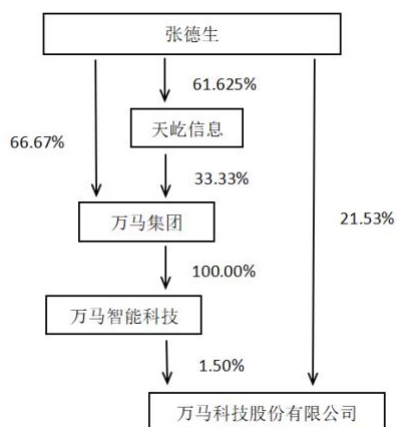 张德生
61.625%
天屹信息
66.67%
33.33%
万马集团
21.53%
100.00%
万马智能科技
1.50%
万马科技股份有限公司